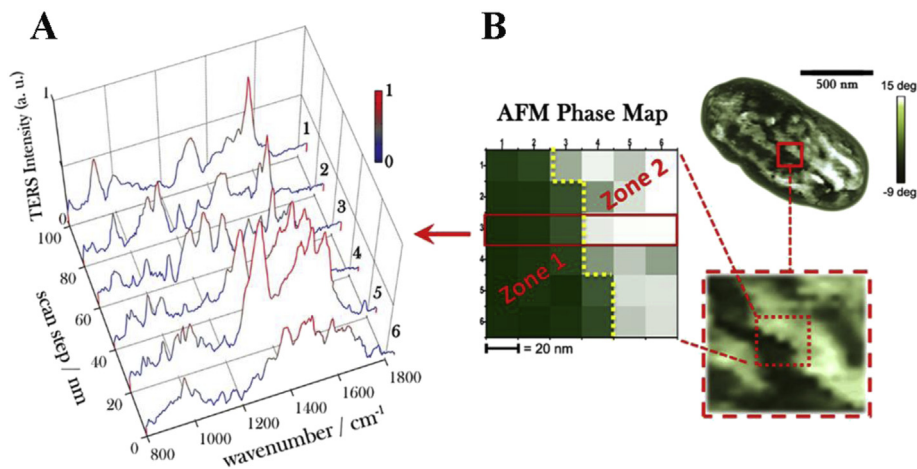 A
TERS Intensity (a. u.)
1
0
1
0
1
2
3
4
5
6
100
80
60
40
20
0
scan step / nm
800
1000
1200
1400
1600
1800
wavenumber / cm⁻¹
B
AFM Phase Map
1 2 3 4 5 6
1
2
3
4
5
6
Zone 1
Zone 2
= 20 nm
500 nm
15 deg
-9 deg